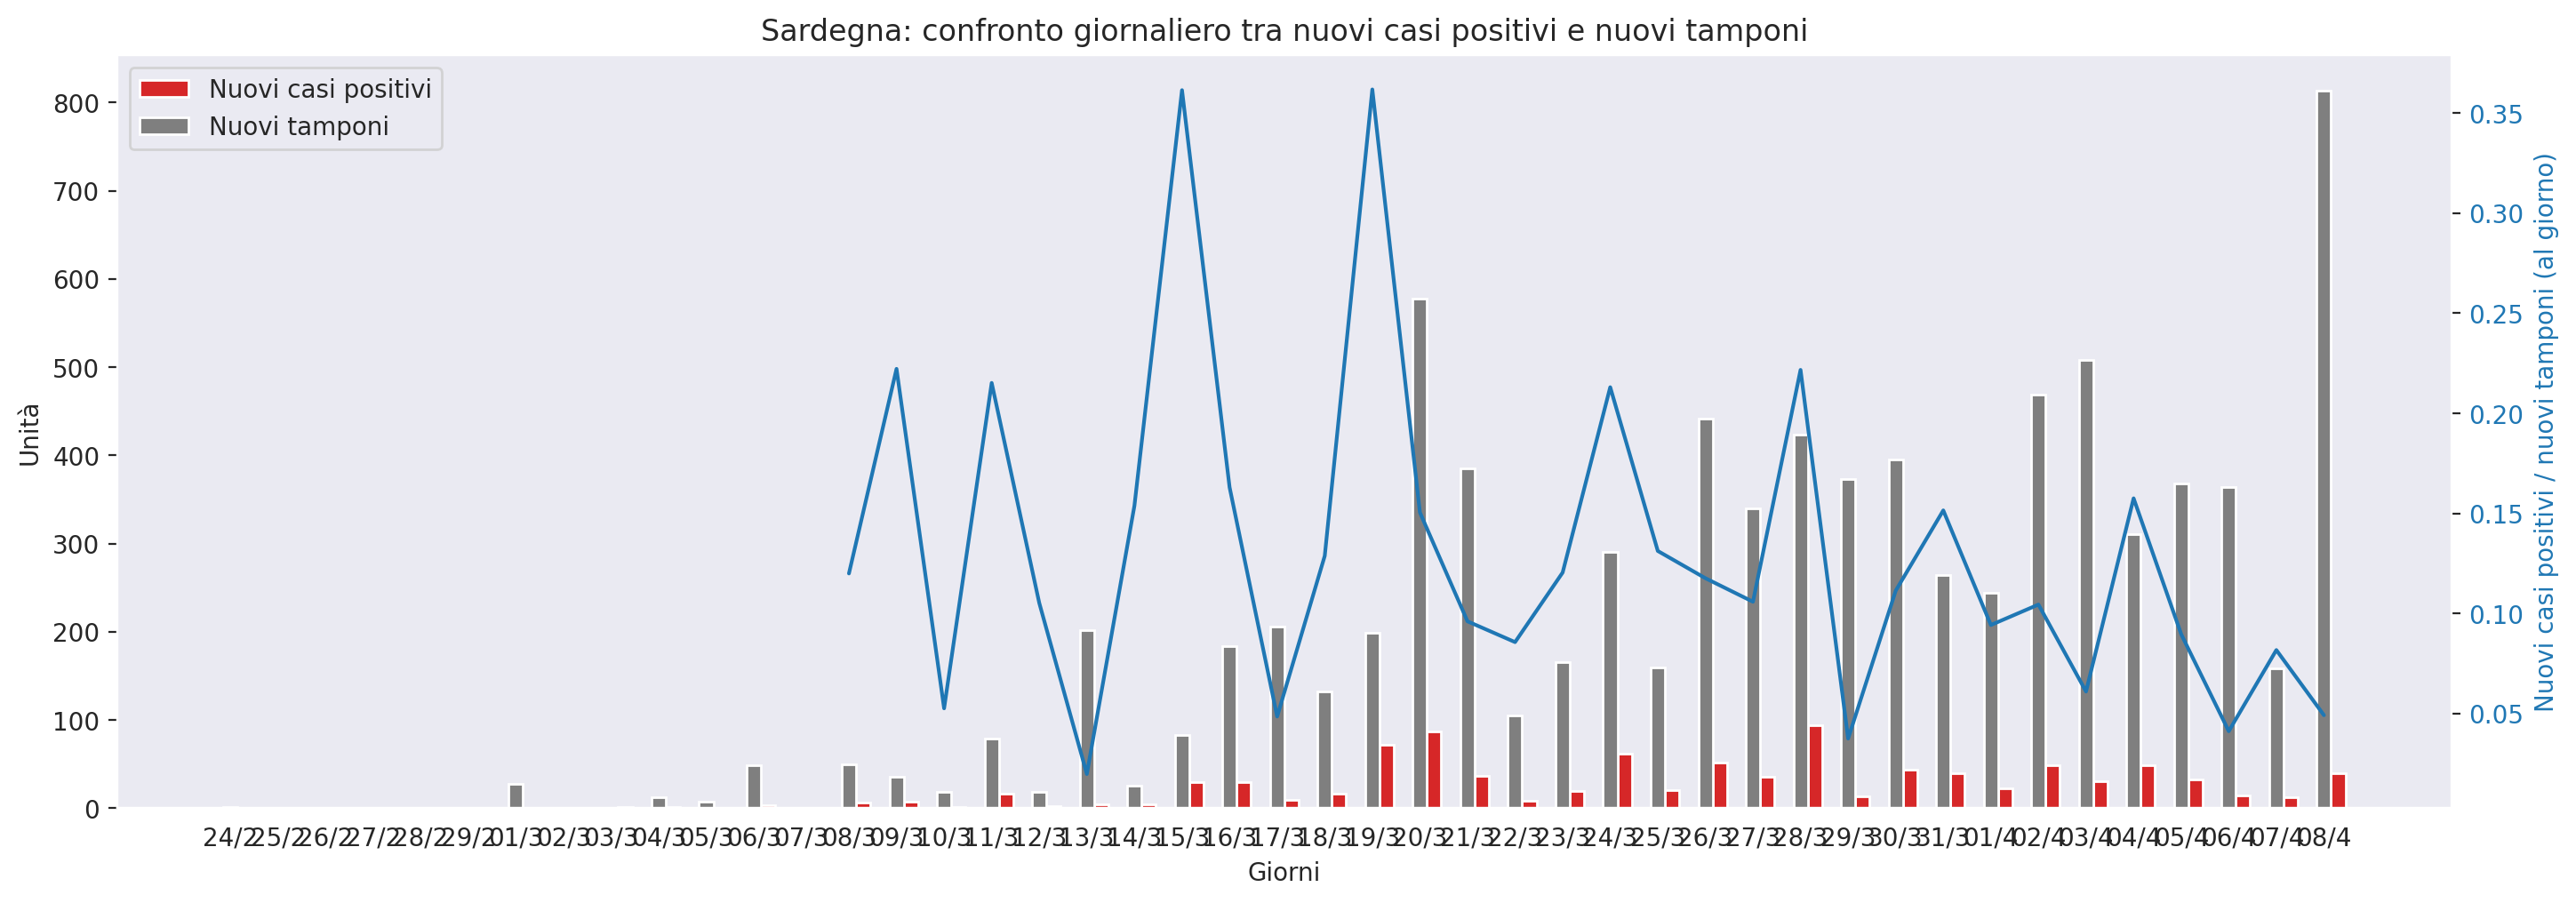 Sardegna: confronto giornaliero tra nuovi casi positivi e nuovi tamponi
Nuovi casi positivi
Nuovi tamponi
800
700
600
500
400
300
200
100
0
Unità
0.35
0.30
0.25
0.20
0.15
0.10
0.05
Nuovi casi positivi / nuovi tamponi (al giorno)
24/2 25/2 26/2 27/2 28/2 29/2 01/3 02/3 03/3 04/3 05/3 06/3 07/3 08/3 09/3 10/3 11/3 12/3 13/3 14/3 15/3 16/3 17/3 18/3 19/3 20/3 21/3 22/3 23/3 24/3 25/3 26/3 27/3 28/3 29/3 30/3 31/3 01/4 02/4 03/4 04/4 05/4 06/4 07/4 08/4
Giorni